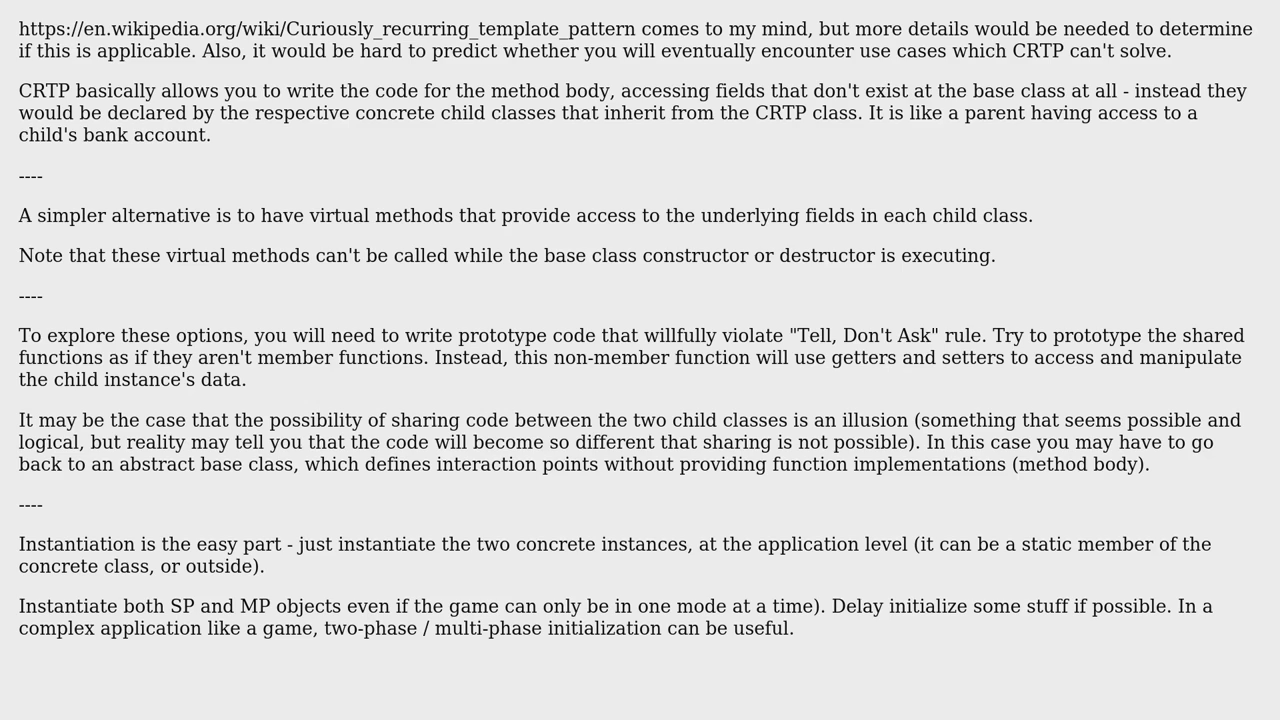 https://en.wikipedia.org/wiki/Curiously_recurring_template_pattern comes to my mind, but more details would be needed to determine
if this is applicable. Also, it would be hard to predict whether you will eventually encounter use cases which CRTP can't solve.
CRTP basically allows you to write the code for the method body, accessing fields that don't exist at the base class at all - instead they
would be declared by the respective concrete child classes that inherit from the CRTP class. It is like a parent having access to a
child's bank account.
----
A simpler alternative is to have virtual methods that provide access to the underlying fields in each child class.
Note that these virtual methods can't be called while the base class constructor or destructor is executing.
----
To explore these options, you will need to write prototype code that willfully violate "Tell, Don't Ask" rule. Try to prototype the shared
functions as if they aren't member functions. Instead, this non-member function will use getters and setters to access and manipulate
the child instance's data.
It may be the case that the possibility of sharing code between the two child classes is an illusion (something that seems possible and
logical, but reality may tell you that the code will become so different that sharing is not possible). In this case you may have to go
back to an abstract base class, which defines interaction points without providing function implementations (method body).
----
Instantiation is the easy part - just instantiate the two concrete instances, at the application level (it can be a static member of the
concrete class, or outside).
Instantiate both SP and MP objects even if the game can only be in one mode at a time). Delay initialize some stuff if possible. In a
complex application like a game, two-phase / multi-phase initialization can be useful.